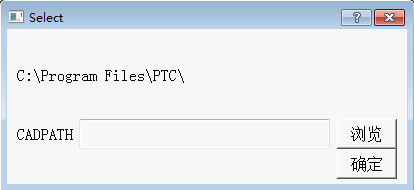 Select
C:\Program Files\PTC\
CADPATH 浏览
确定